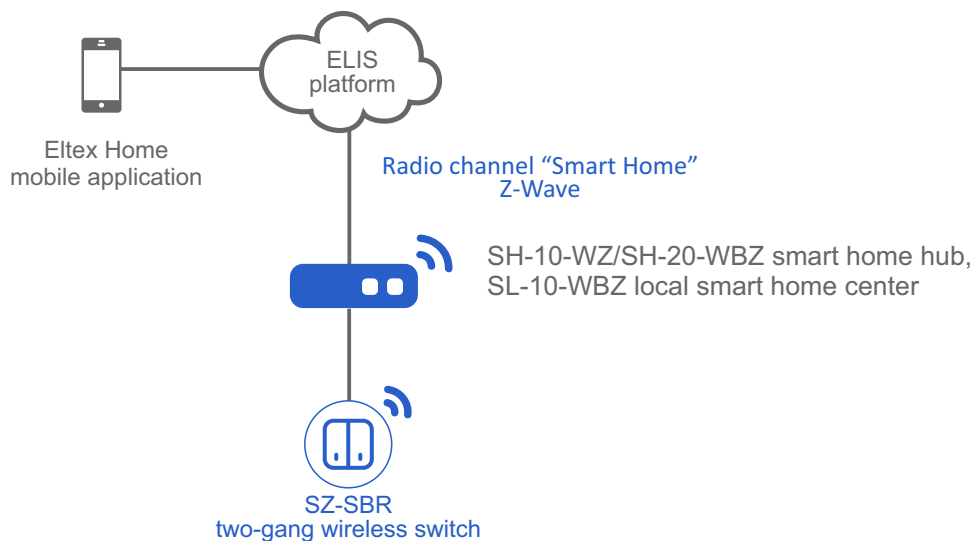 ELIS
platform
Eltex Home
mobile application
Radio channel “Smart Home”
Z-Wave
SH-10-WZ/SH-20-WBZ smart home hub,
SL-10-WBZ local smart home center
SZ-SBR
two-gang wireless switch